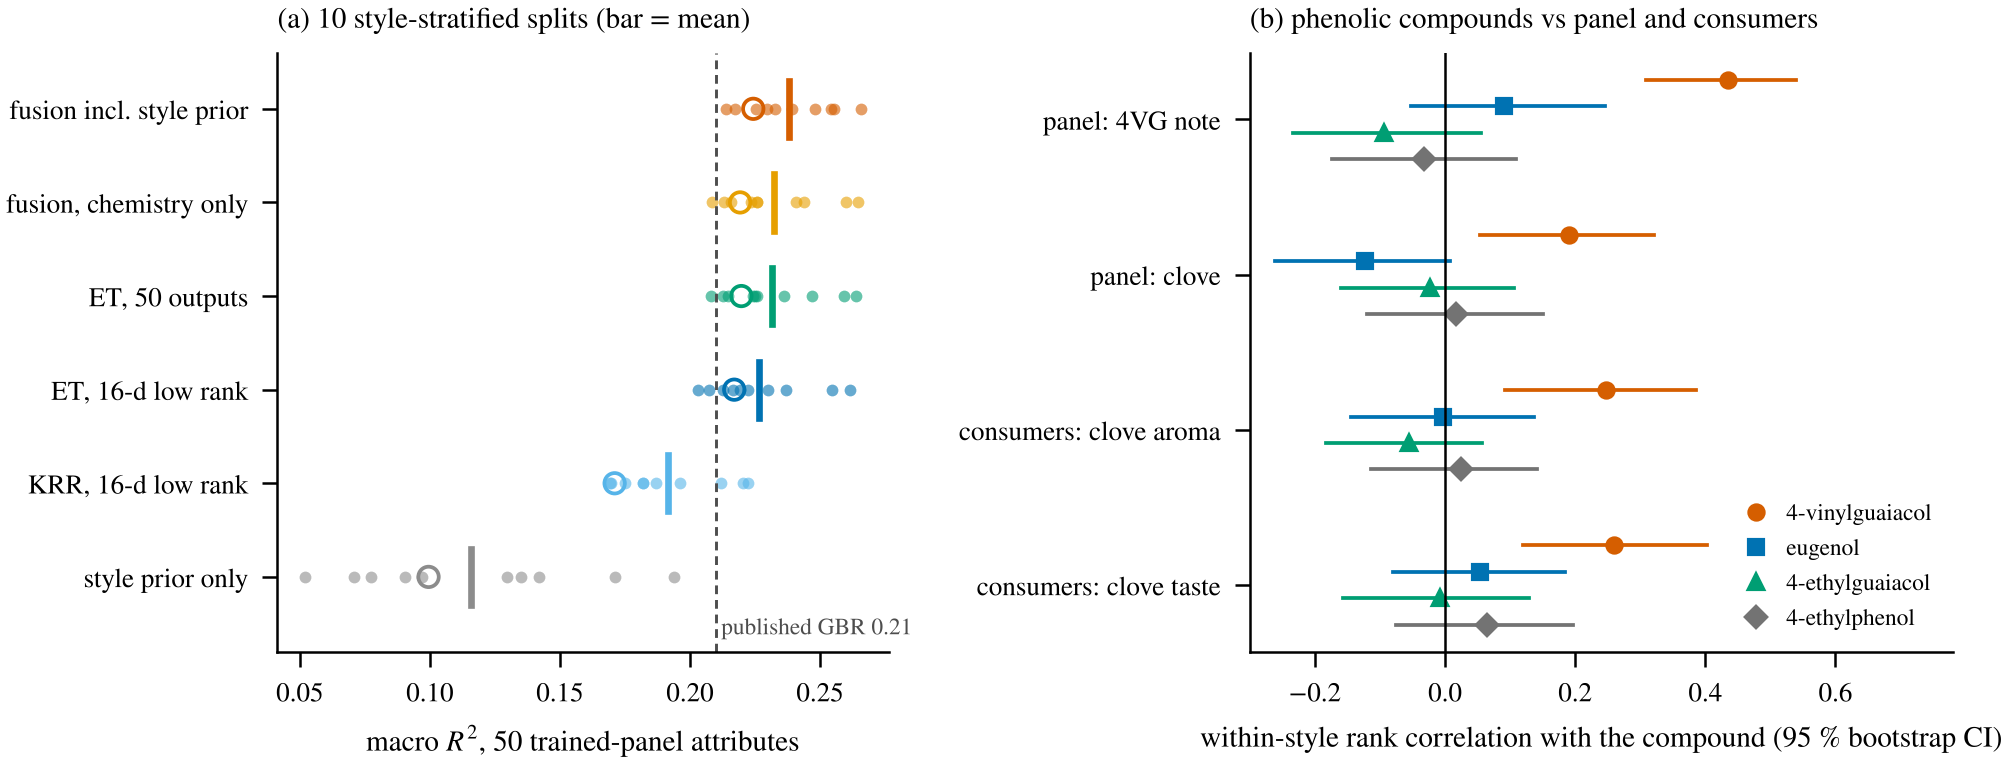 (a) 10 style-stratified splits (bar = mean)
fusion incl. style prior
fusion, chemistry only
ET, 50 outputs
ET, 16-d low rank
KRR, 16-d low rank
style prior only
published GBR 0.21
0.05 0.10 0.15 0.20 0.25
macro R², 50 trained-panel attributes
(b) phenolic compounds vs panel and consumers
panel: 4VG note
panel: clove
consumers: clove aroma
consumers: clove taste
4-vinylguaiacol
eugenol
4-ethylguaiacol
4-ethylphenol
−0.2 0.0 0.2 0.4 0.6
within-style rank correlation with the compound (95 % bootstrap CI)